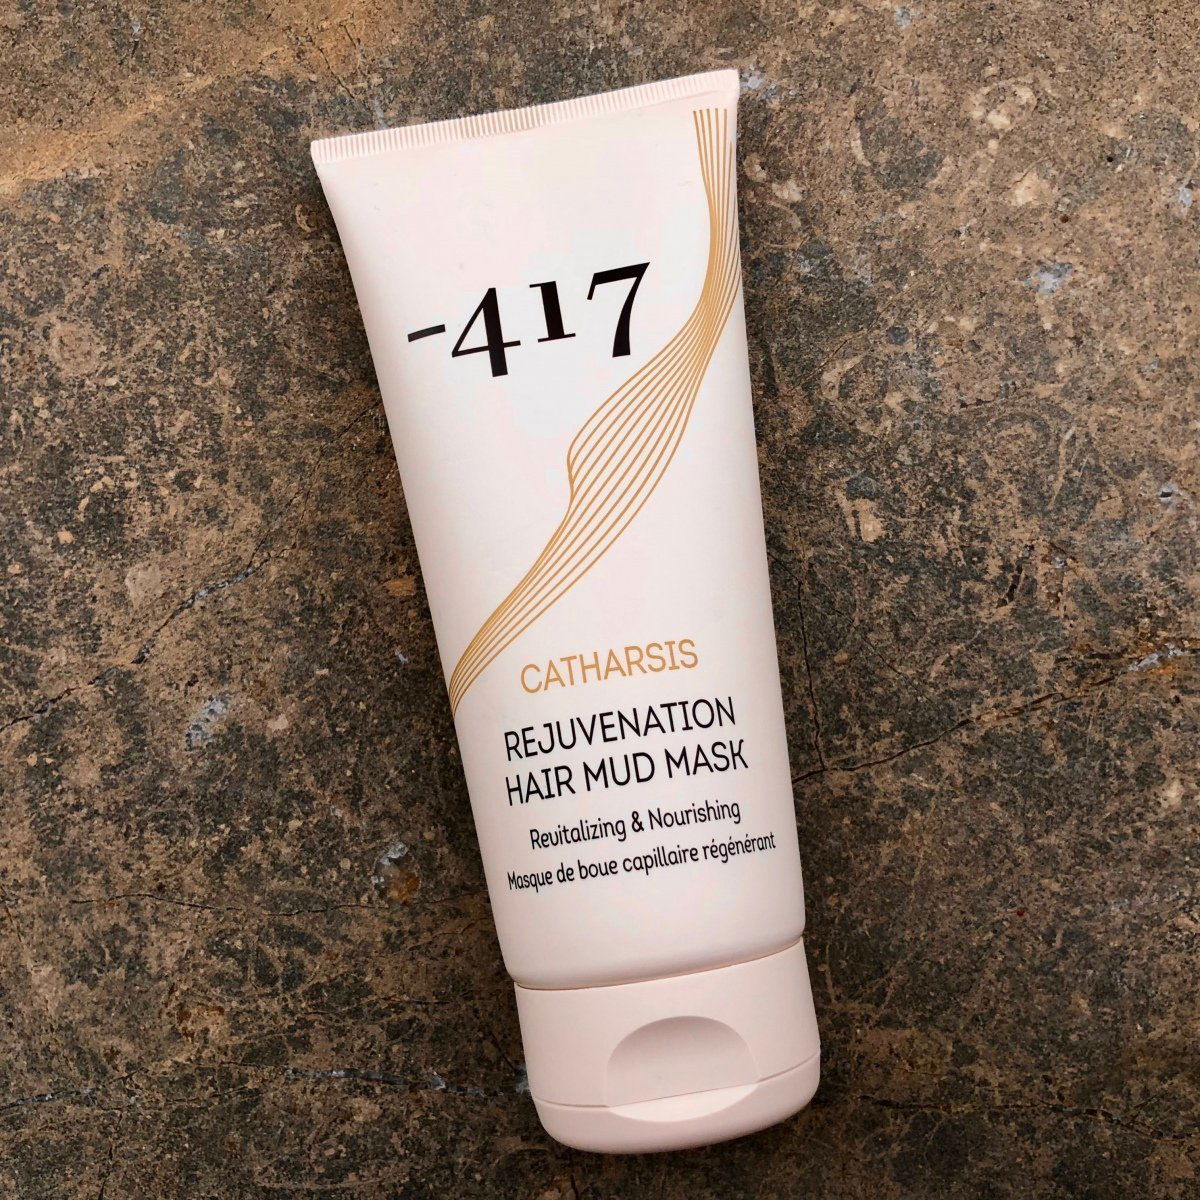 -417
CATHARSIS
REJUVENATION
HAIR MUD MASK
Revitalizing & Nourishing
Masque de boue capillaire régénérant